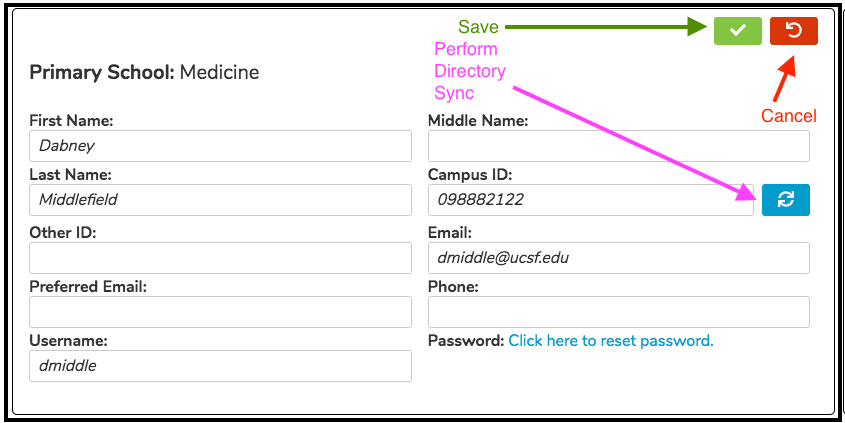 Save
Perform
Directory
Sync
Cancel
Primary School: Medicine
First Name:
Dabney
Middle Name:
Last Name:
Middlefield
Campus ID:
098882122
Other ID:
Email:
dmiddle@ucsf.edu
Preferred Email:
Phone:
Username:
dmiddle
Password: Click here to reset password.